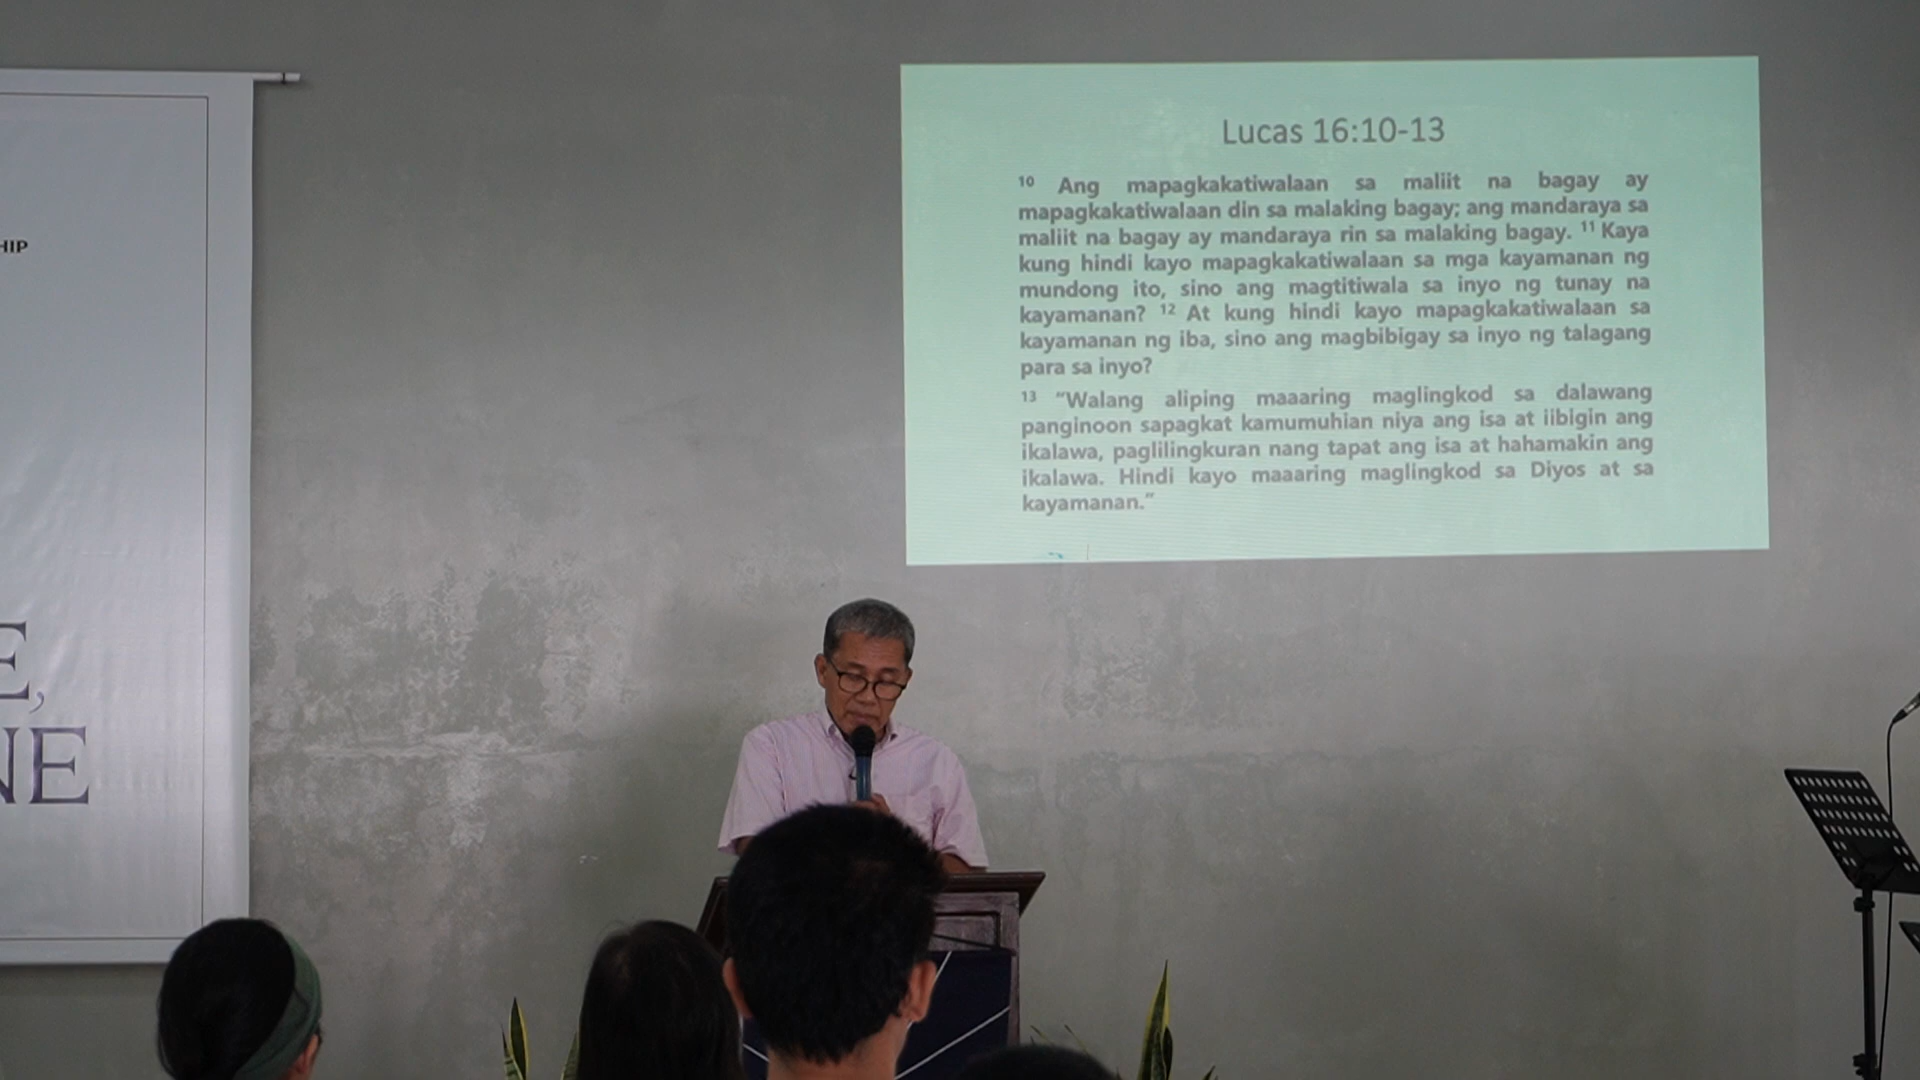 HIP
E,
NE
Lucas 16:10-13
10 Ang mapagkakatiwalaan sa maliit na bagay ay
mapagkakatiwalaan din sa malaking bagay; ang mandaraya sa
maliit na bagay ay mandaraya rin sa malaking bagay. 11 Kaya
kung hindi kayo mapagkakatiwalaan sa mga kayamanan ng
mundong ito, sino ang magtitiwala sa inyo ng tunay na
kayamanan? 12 At kung hindi kayo mapagkakatiwalaan sa
kayamanan ng iba, sino ang magbibigay sa inyo ng talagang
para sa inyo?
13 “Walang aliping maaaring maglingkod sa dalawang
panginoon sapagkat kamumuhian niya ang isa at iibigin ang
ikalawa, paglilingkuran nang tapat ang isa at hahamakin ang
ikalawa. Hindi kayo maaaring maglingkod sa Diyos at sa
kayamanan.”